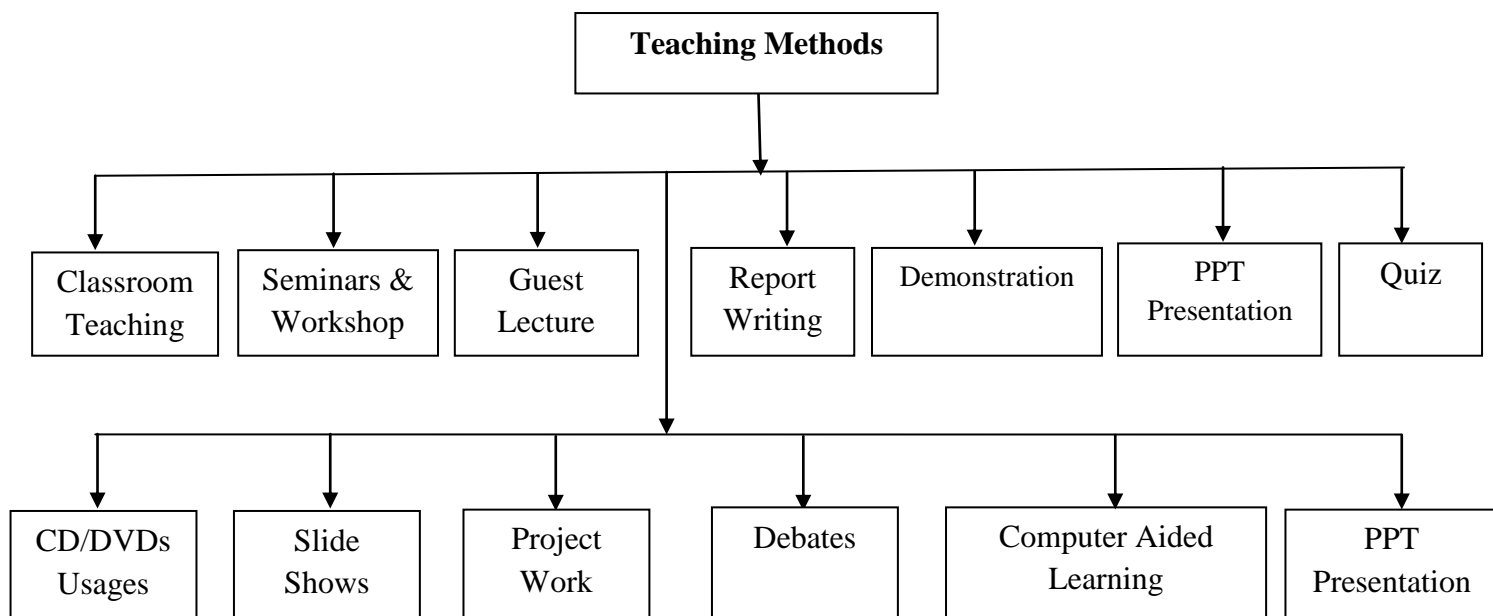 Teaching Methods
Classroom
Teaching
Seminars &
Workshop
Guest
Lecture
Report
Writing
Demonstration
PPT
Presentation
Quiz
CD/DVDs
Usages
Slide
Shows
Project
Work
Debates
Computer Aided
Learning
PPT
Presentation